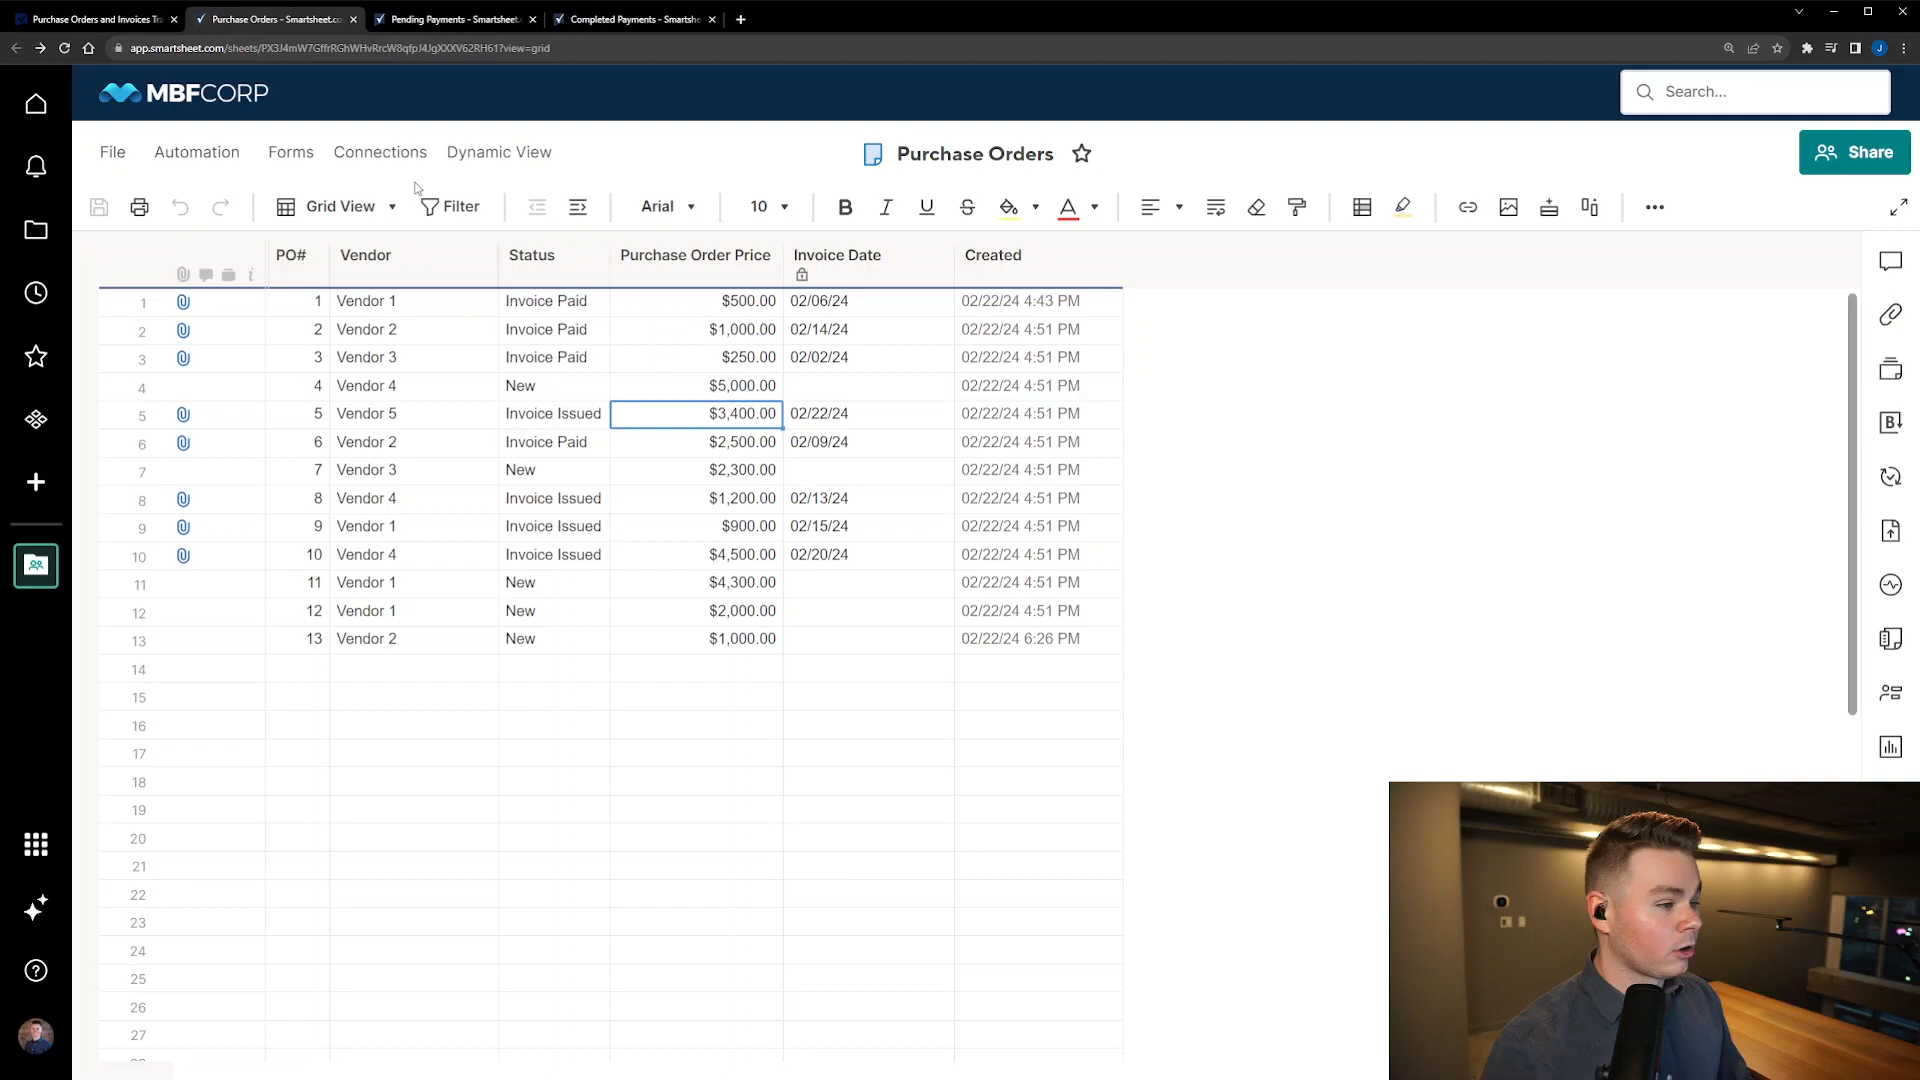 Purchase Orders and Invoices Tra
Purchase Orders - Smartsheet.co
Pending Payments - Smartsheet.
Completed Payments - Smartshe
app.smartsheet.com/sheets/PX3J4mW7GffrRGhWHvRrcW8qfpJ4JgXXXV62RH61?view=grid
J
MBFCORP
Search...
File Automation Forms Connections Dynamic View
Purchase Orders
Share
Grid View Filter Arial 10 B I U S A
PO# Vendor Status Purchase Order Price Invoice Date Created
1 1 Vendor 1 Invoice Paid $500.00 02/06/24 02/22/24 4:43 PM
2 2 Vendor 2 Invoice Paid $1,000.00 02/14/24 02/22/24 4:51 PM
3 3 Vendor 3 Invoice Paid $250.00 02/02/24 02/22/24 4:51 PM
4 4 Vendor 4 New $5,000.00 02/22/24 4:51 PM
5 5 Vendor 5 Invoice Issued $3,400.00 02/22/24 02/22/24 4:51 PM
6 6 Vendor 2 Invoice Paid $2,500.00 02/09/24 02/22/24 4:51 PM
7 7 Vendor 3 New $2,300.00 02/22/24 4:51 PM
8 8 Vendor 4 Invoice Issued $1,200.00 02/13/24 02/22/24 4:51 PM
9 9 Vendor 1 Invoice Issued $900.00 02/15/24 02/22/24 4:51 PM
10 10 Vendor 4 Invoice Issued $4,500.00 02/20/24 02/22/24 4:51 PM
11 11 Vendor 1 New $4,300.00 02/22/24 4:51 PM
12 12 Vendor 1 New $2,000.00 02/22/24 4:51 PM
13 13 Vendor 2 New $1,000.00 02/22/24 6:26 PM
14
15
16
17
18
19
20
21
22
23
24
25
26
27